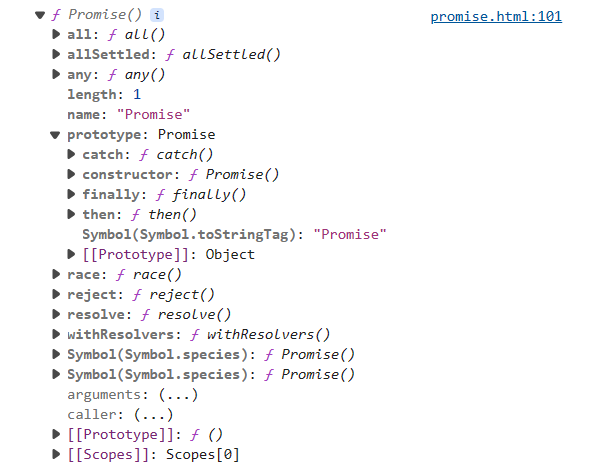 ƒ Promise() i promise.html:101
all: ƒ all()
allSettled: ƒ allSettled()
any: ƒ any()
length: 1
name: "Promise"
prototype: Promise
catch: ƒ catch()
constructor: ƒ Promise()
finally: ƒ finally()
then: ƒ then()
Symbol(Symbol.toStringTag): "Promise"
[[Prototype]]: Object
race: ƒ race()
reject: ƒ reject()
resolve: ƒ resolve()
withResolvers: ƒ withResolvers()
Symbol(Symbol.species): ƒ Promise()
Symbol(Symbol.species): ƒ Promise()
arguments: (...)
caller: (...)
[[Prototype]]: ƒ ()
[[Scopes]]: Scopes[0]